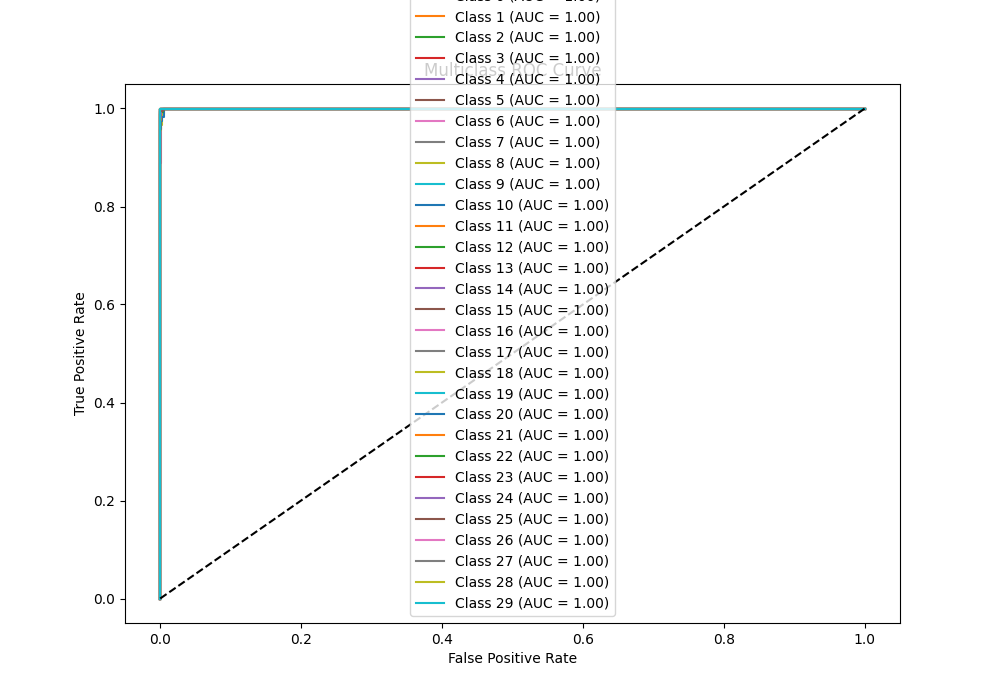 Class 1 (AUC = 1.00)
Class 2 (AUC = 1.00)
Class 3 (AUC = 1.00)
Multiclass ROC Curve
Class 4 (AUC = 1.00)
1.0
Class 5 (AUC = 1.00)
Class 6 (AUC = 1.00)
Class 7 (AUC = 1.00)
Class 8 (AUC = 1.00)
Class 9 (AUC = 1.00)
0.8
Class 10 (AUC = 1.00)
Class 11 (AUC = 1.00)
Class 12 (AUC = 1.00)
Class 13 (AUC = 1.00)
Class 14 (AUC = 1.00)
0.6
Class 15 (AUC = 1.00)
Class 16 (AUC = 1.00)
Class 17 (AUC = 1.00)
True Positive Rate
Class 18 (AUC = 1.00)
Class 19 (AUC = 1.00)
0.4
Class 20 (AUC = 1.00)
Class 21 (AUC = 1.00)
Class 22 (AUC = 1.00)
Class 23 (AUC = 1.00)
Class 24 (AUC = 1.00)
0.2
Class 25 (AUC = 1.00)
Class 26 (AUC = 1.00)
Class 27 (AUC = 1.00)
Class 28 (AUC = 1.00)
0.0
Class 29 (AUC = 1.00)
0.0 0.2 0.4 0.6 0.8 1.0
False Positive Rate